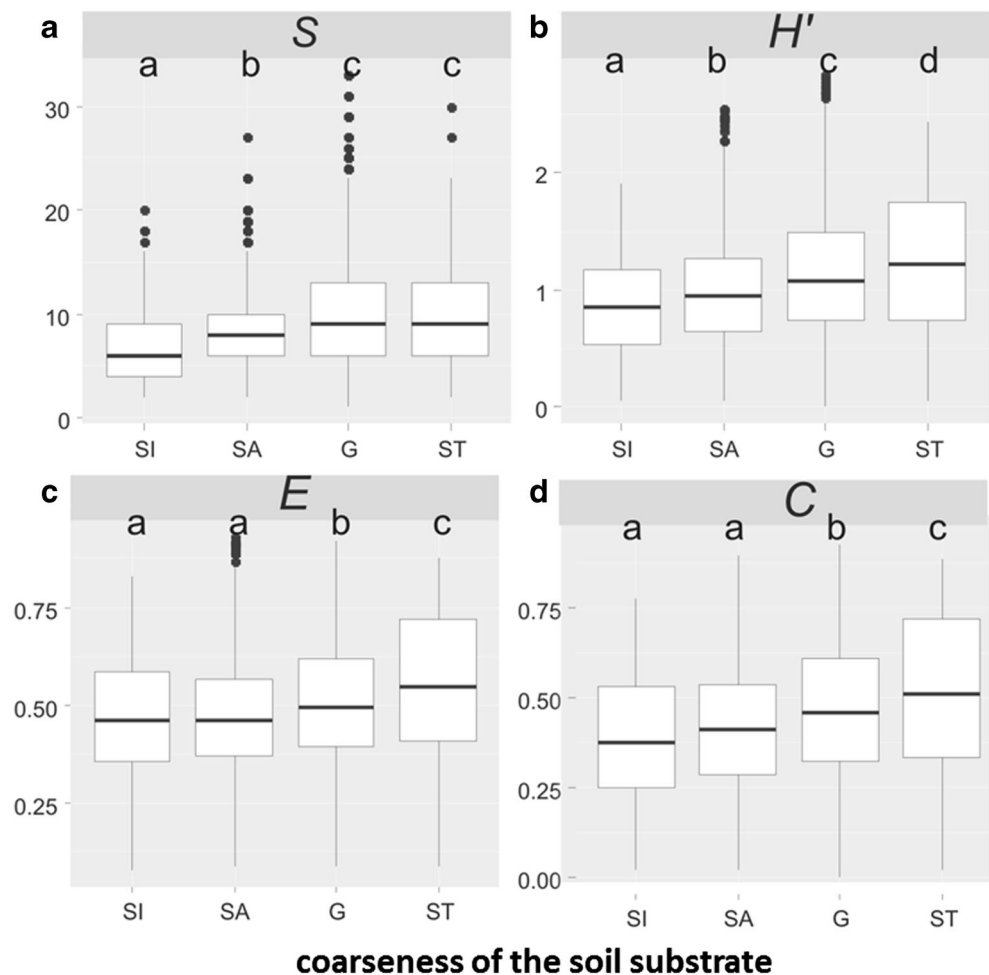 a
S
a b c c
30
20
10
0
SI SA G ST
b
H'
a b c d
2
1
0
SI SA G ST
c
E
a a b c
0.75
0.50
0.25
SI SA G ST
d
C
a a b c
0.75
0.50
0.25
0.00
SI SA G ST
coarseness of the soil substrate